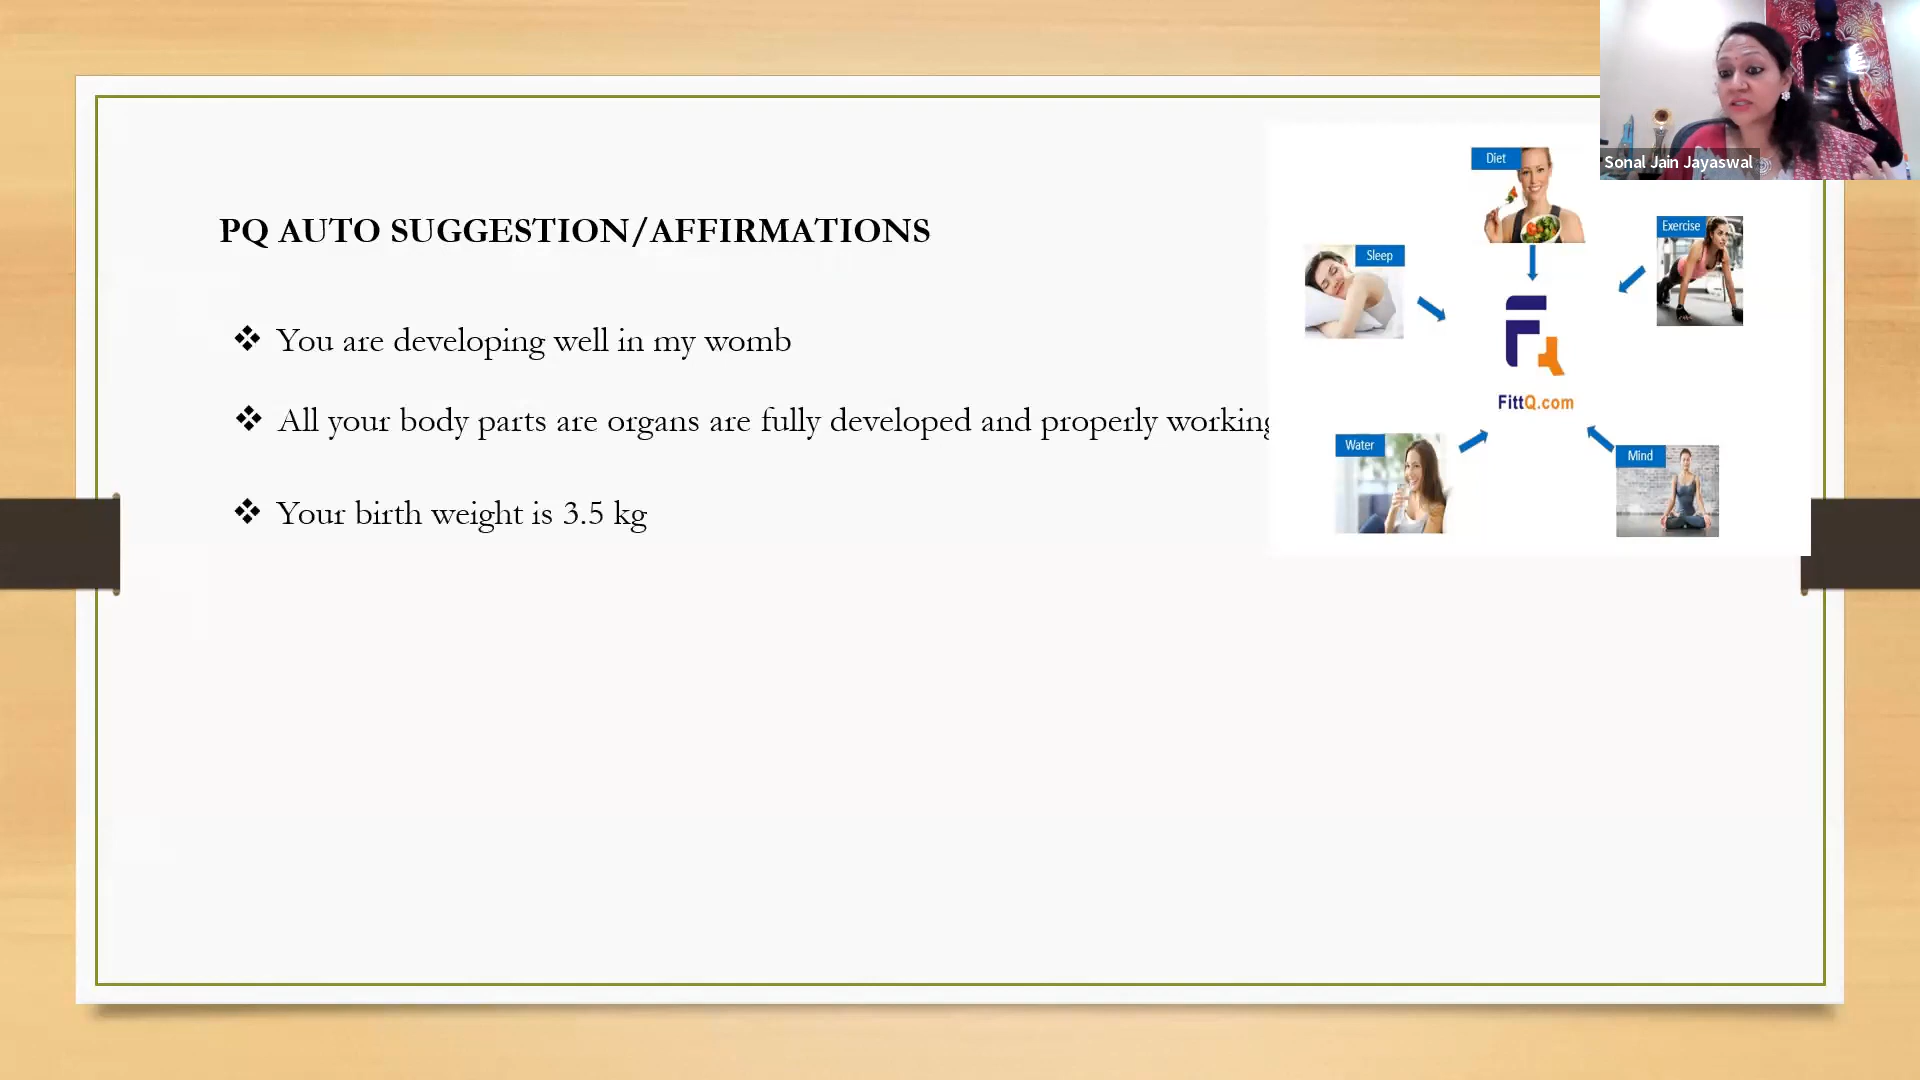 Sonal Jain Jayaswal
PQ AUTO SUGGESTION/AFFIRMATIONS
❖ You are developing well in my womb
❖ All your body parts are organs are fully developed and properly working
❖ Your birth weight is 3.5 kg
Diet
Sleep
Exercise
FittQ.com
Water
Mind